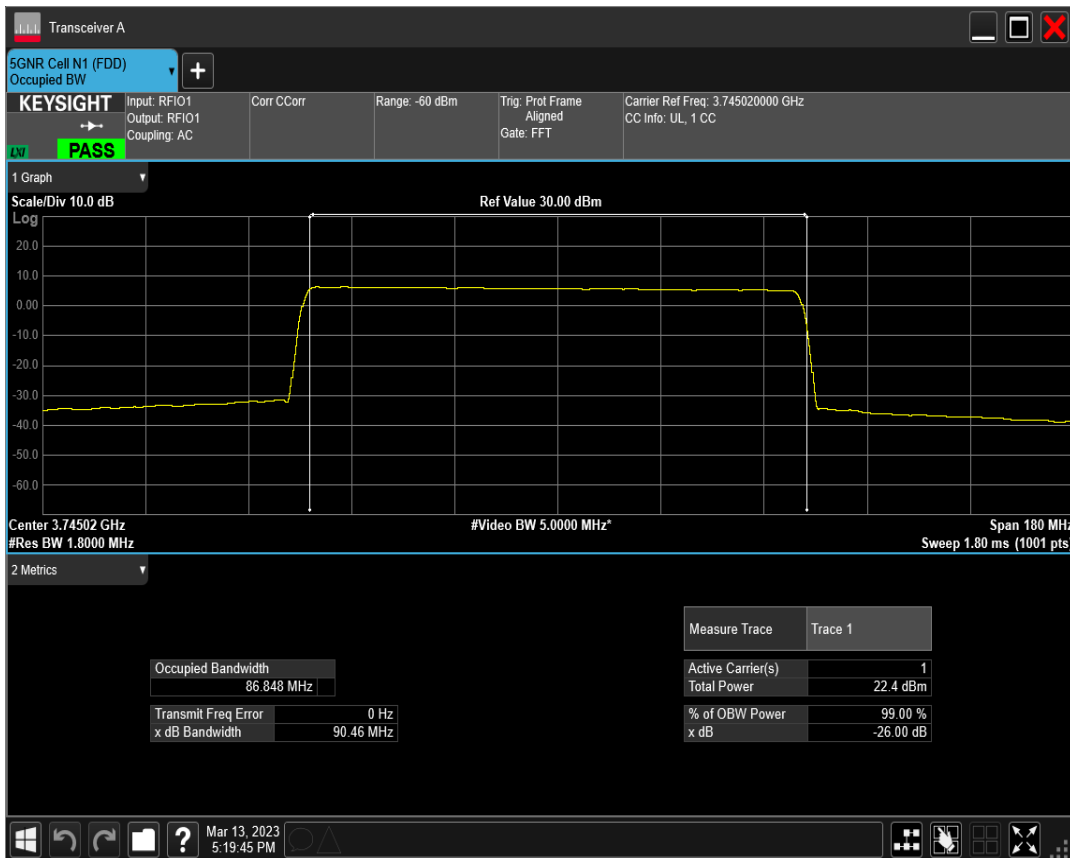 Transceiver A
5GNR Cell N1 (FDD)
Occupied BW
+
KEYSIGHT
LXI
PASS
Input: RFIO1
Output: RFIO1
Coupling: AC
Corr CCorr
Range: -60 dBm
Trig: Prot Frame
Aligned
Gate: FFT
Carrier Ref Freq: 3.745020000 GHz
CC Info: UL, 1 CC
1 Graph
Scale/Div 10.0 dB
Ref Value 30.00 dBm
Log
20.0
10.0
0.00
-10.0
-20.0
-30.0
-40.0
-50.0
-60.0
Center 3.74502 GHz
#Video BW 5.0000 MHz*
Span 180 MHz
#Res BW 1.8000 MHz
Sweep 1.80 ms (1001 pts)
2 Metrics
Measure Trace Trace 1
Occupied Bandwidth
86.848 MHz
Active Carrier(s) 1
Total Power 22.4 dBm
Transmit Freq Error 0 Hz
x dB Bandwidth 90.46 MHz
% of OBW Power 99.00 %
x dB -26.00 dB
?
Mar 13, 2023
5:19:45 PM